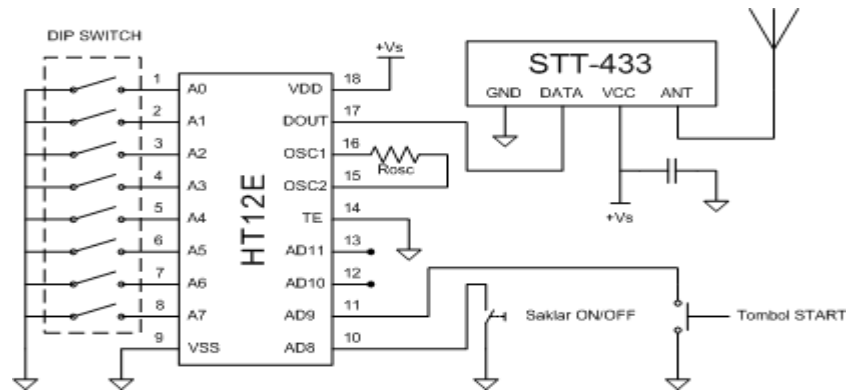 DIP SWITCH
+Vs
STT-433
GND DATA VCC ANT
1 A0 VDD 18
2 A1 DOUT 17
3 A2 OSC1 16
Rosc
4 A3 OSC2 15
5 A4 TE 14
+Vs
6 A5 AD11 13
7 A6 AD10 12
8 A7 AD9 11
9 VSS AD8 10
HT12E
Saklar ON/OFF
Tombol START